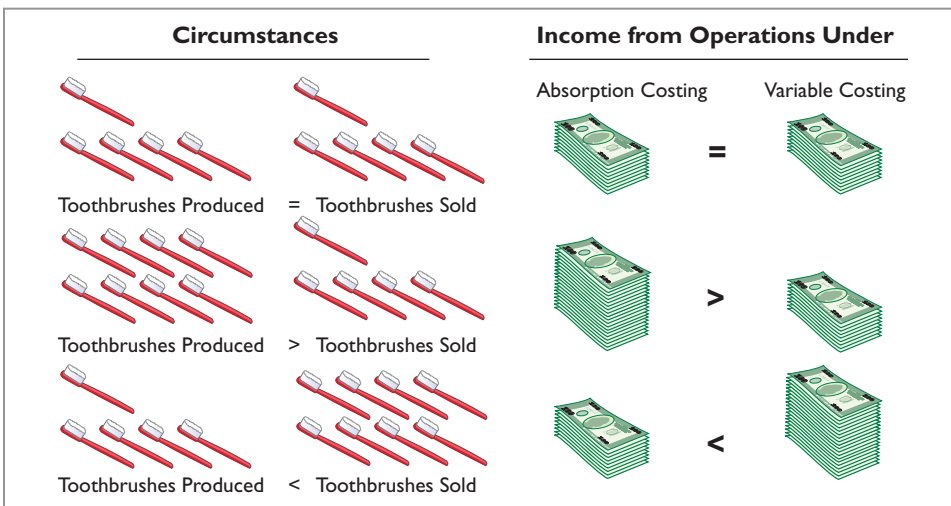 Circumstances
Income from Operations Under
Absorption Costing Variable Costing
=
Toothbrushes Produced = Toothbrushes Sold
>
Toothbrushes Produced > Toothbrushes Sold
<
Toothbrushes Produced < Toothbrushes Sold